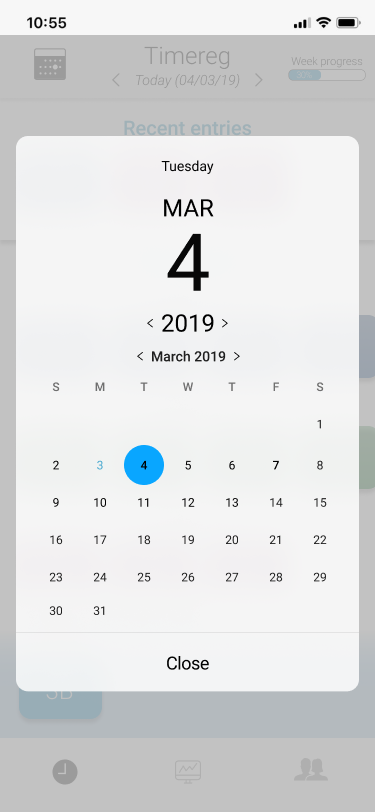 10:55
Timereg
Today (04/03/19)
Week progress
Recent entries
Tuesday
MAR
4
2019
March 2019
S M T W T F S
1
2 3 4 5 6 7 8
9 10 11 12 13 14 15
16 17 18 19 20 21 22
23 24 25 26 27 28 29
30 31
Close